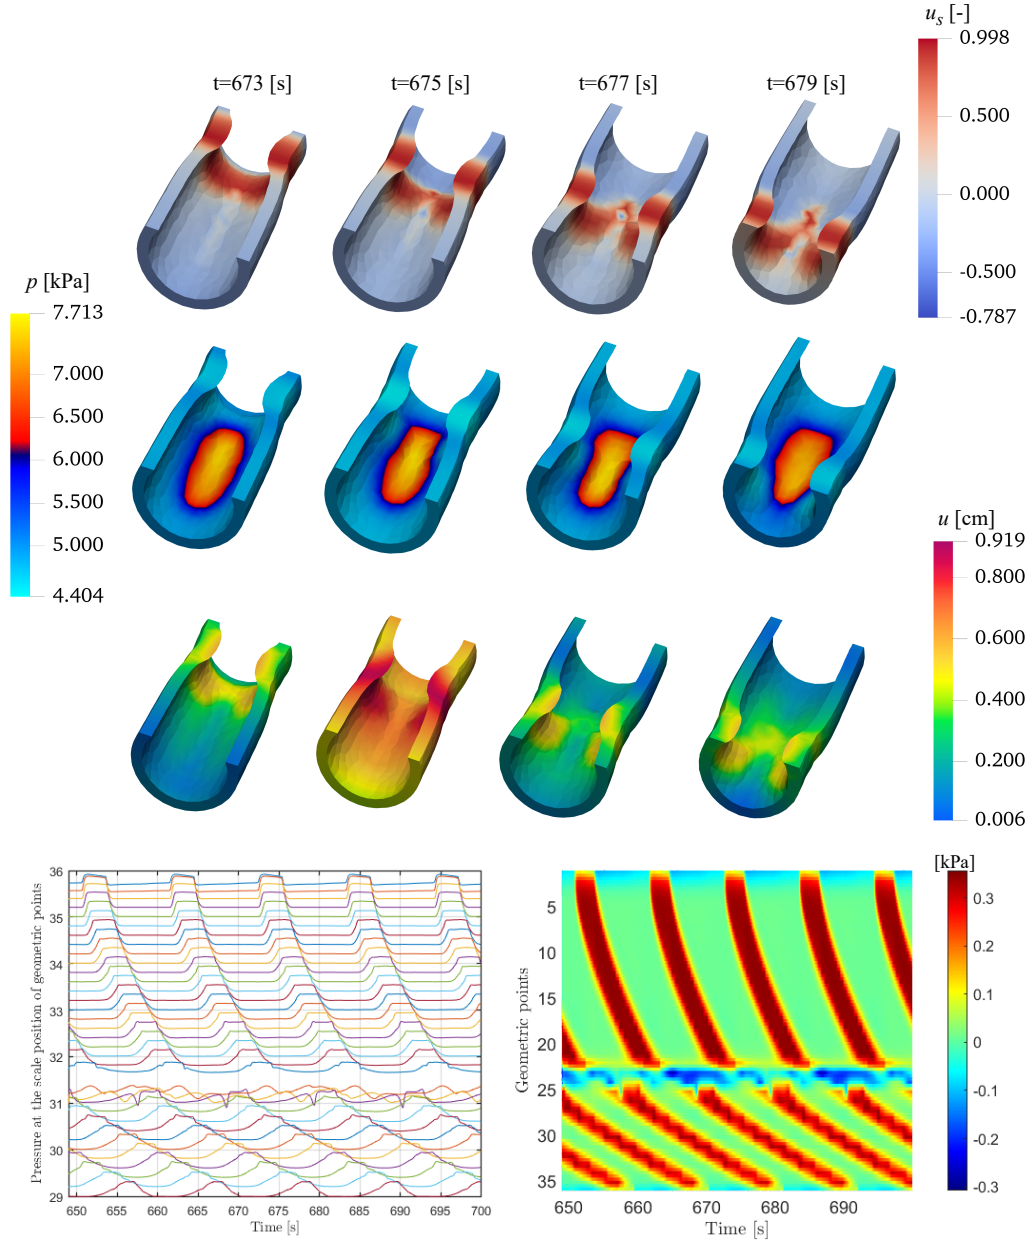 u_s [-]
0.998
0.500
0.000
-0.500
-0.787
t=673 [s]
t=675 [s]
t=677 [s]
t=679 [s]
p [kPa]
7.713
7.000
6.500
6.000
5.500
5.000
4.404
u [cm]
0.919
0.800
0.600
0.400
0.200
0.006
Pressure at the scale position of geometric points
36
35
34
33
32
31
30
29
650 655 660 665 670 675 680 685 690 695 700
Time [s]
Geometric points
5
10
15
20
25
30
35
650 660 670 680 690
Time [s]
[kPa]
0.3
0.2
0.1
0
-0.1
-0.2
-0.3